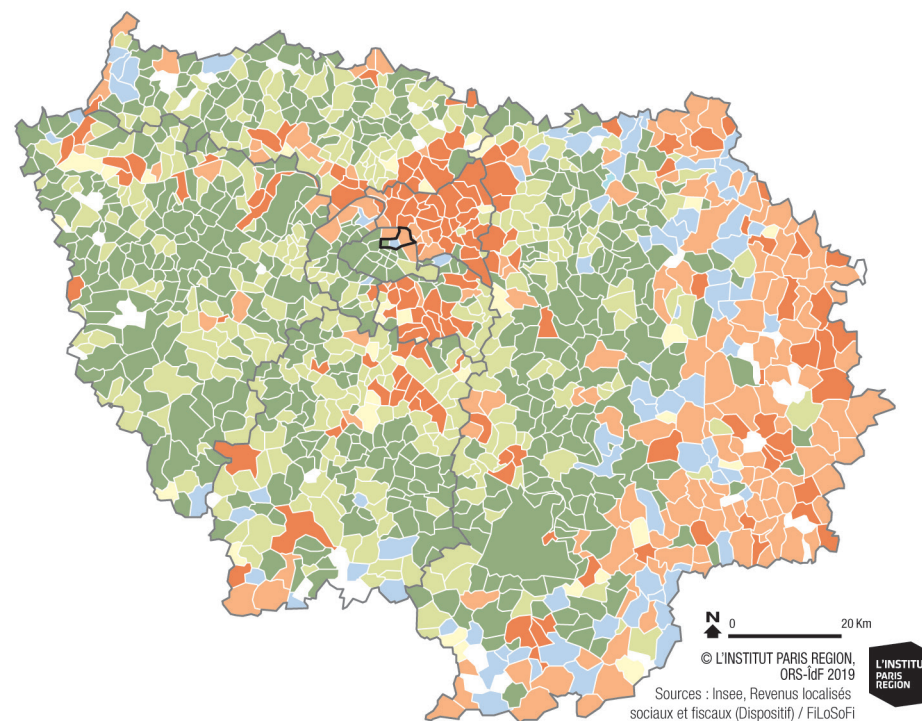 N
0 20 Km
© L'INSTITUT PARIS REGION,
ORS-ÎdF 2019
Sources : Insee, Revenus localisés
sociaux et fiscaux (Dispositif) / FiLoSoFi
L'INSTITU
PARIS
REGION